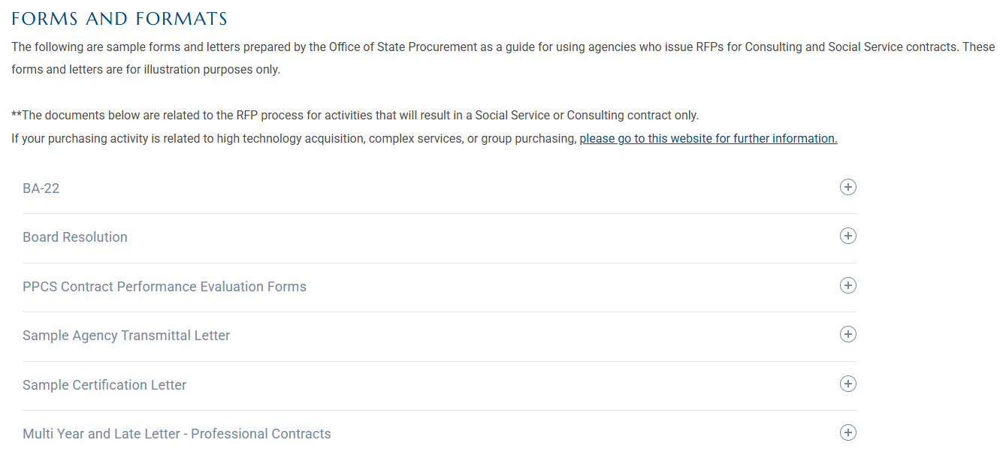 FORMS AND FORMATS
The following are sample forms and letters prepared by the Office of State Procurement as a guide for using agencies who issue RFPs for Consulting and Social Service contracts. These
forms and letters are for illustration purposes only.
**The documents below are related to the RFP process for activities that will result in a Social Service or Consulting contract only.
If your purchasing activity is related to high technology acquisition, complex services, or group purchasing, please go to this website for further information.
BA-22
Board Resolution
PPCS Contract Performance Evaluation Forms
Sample Agency Transmittal Letter
Sample Certification Letter
Multi Year and Late Letter - Professional Contracts